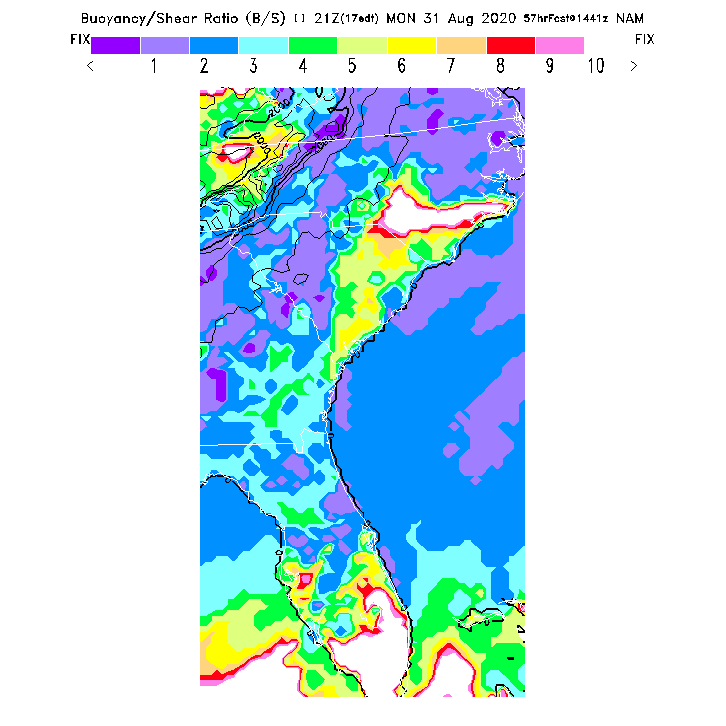 Buoyancy/Shear Ratio (B/S) [] 21Z(17edt) MON 31 Aug 2020 57hrFcst@1441z NAM
FIX FIX
< 1 2 3 4 5 6 7 8 9 10 >
2000